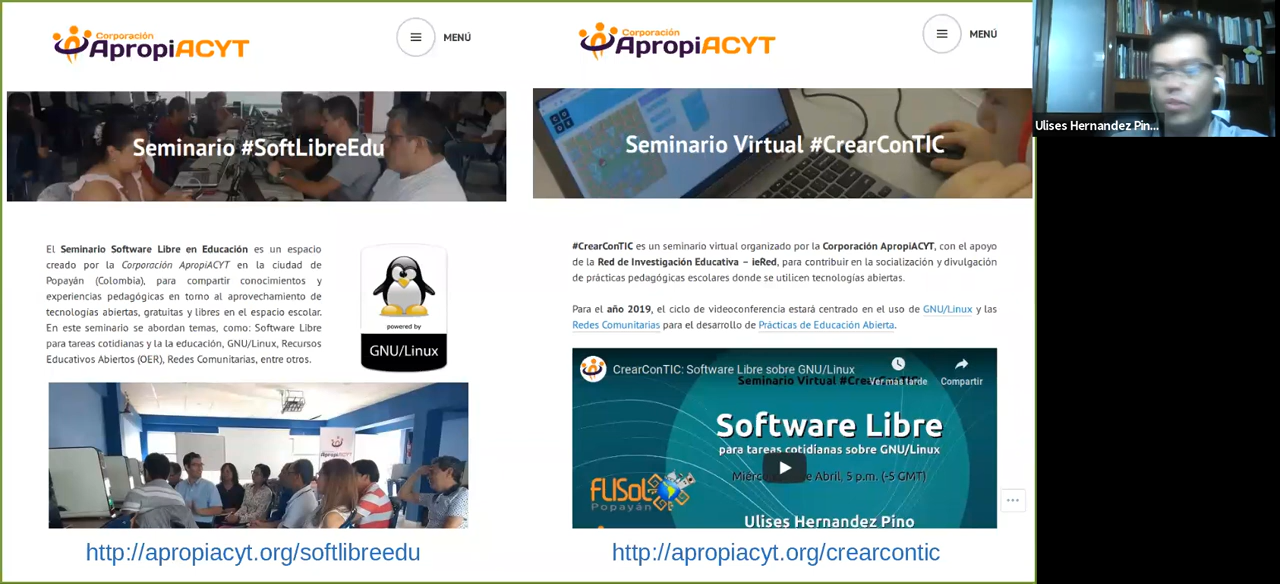 Corporación
ApropiACYT
MENÚ
Seminario #SoftLibreEdu
El Seminario Software Libre en Educación es un espacio
creado por la Corporación ApropiACYT en la ciudad de
Popayán (Colombia), para compartir conocimientos y
experiencias pedagógicas en torno al aprovechamiento de
tecnologías abiertas, gratuitas y libres en el espacio escolar.
En este seminario se abordan temas, como: Software Libre
para tareas cotidianas y la la educación, GNU/Linux, Recursos
Educativos Abiertos (OER), Redes Comunitarias, entre otros.
powered by
GNU/Linux
ApropiACYT
http://apropiacyt.org/softlibreedu
Corporación
ApropiACYT
MENÚ
Seminario Virtual #CrearConTIC
#CrearConTIC es un seminario virtual organizado por la Corporación ApropiACYT, con el apoyo
de la Red de Investigación Educativa – ieRed, para contribuir en la socialización y divulgación
de prácticas pedagógicas escolares donde se utilicen tecnologías abiertas.
Para el año 2019, el ciclo de videoconferencia estará centrado en el uso de GNU/Linux y las
Redes Comunitarias para el desarrollo de Prácticas de Educación Abierta.
CrearConTIC: Software Libre sobre GNU/Linux
Ver más tarde
Compartir
Seminario Virtual #CrearConTIC
Software Libre
para tareas cotidianas sobre GNU/Linux
Abril, 5 p.m. (-5 GMT)
FLISoL
Popayán
Ulises Hernandez Pino
http://apropiacyt.org/crearcontic
Ulises Hernandez Pin...